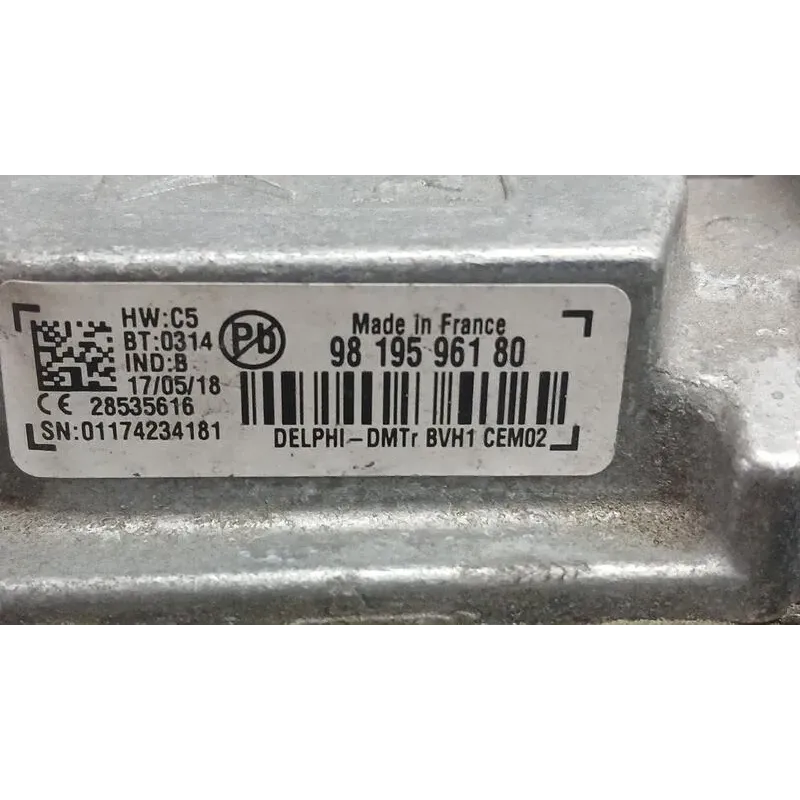 HW:C5
BT:0314
IND:B
17/05/18
CE 28535616
SN:01174234181
Pb
Made in France
98 195 961 80
DELPHI-DMTr BVH1 CEM02